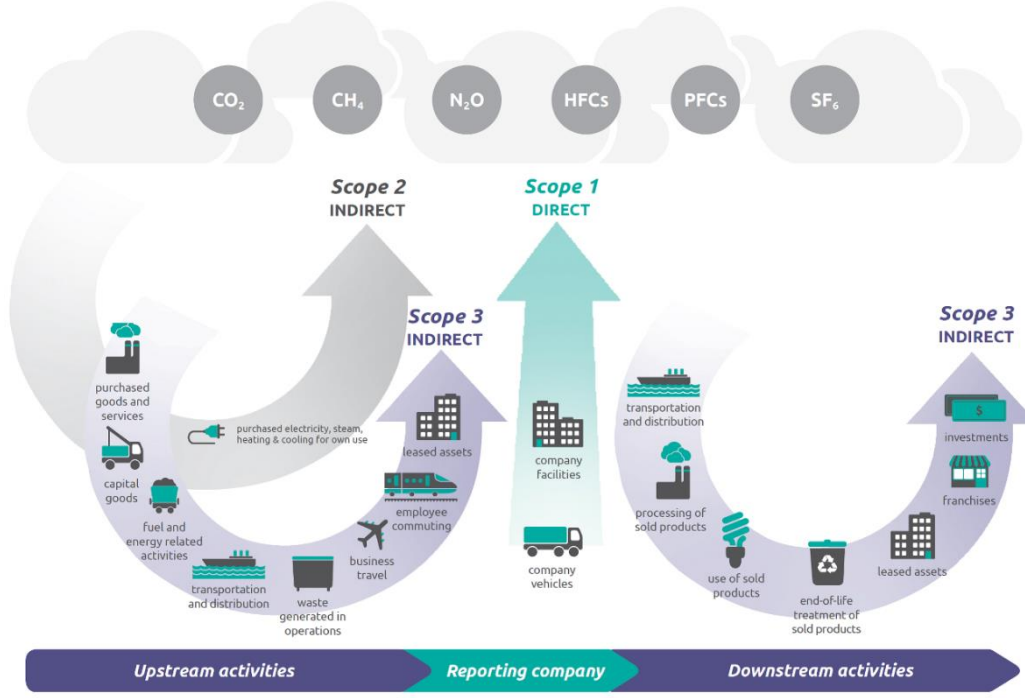 CO₂
CH₄
N₂O
HFCs
PFCs
SF₆
Scope 2
INDIRECT
Scope 1
DIRECT
Scope 3
INDIRECT
Scope 3
INDIRECT
purchased
goods and
services
capital
goods
fuel and
energy related
activities
purchased electricity, steam,
heating & cooling for own use
transportation
and distribution
waste
generated in
operations
business
travel
employee
commuting
leased assets
company
facilities
company
vehicles
transportation
and distribution
processing of
sold products
use of sold
products
end-of-life
treatment of
sold products
leased assets
franchises
$
investments
Upstream activities
Reporting company
Downstream activities